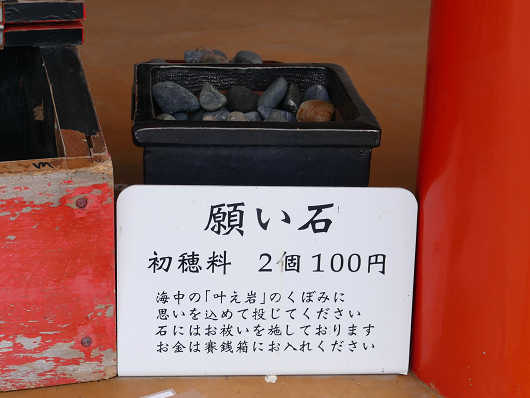 願い石
初穂料 2個100円
海中の「叶え岩」のくぼみに
思いを込めて投じてください
石にはお祓いを施しております
お金は賽銭箱にお入れください